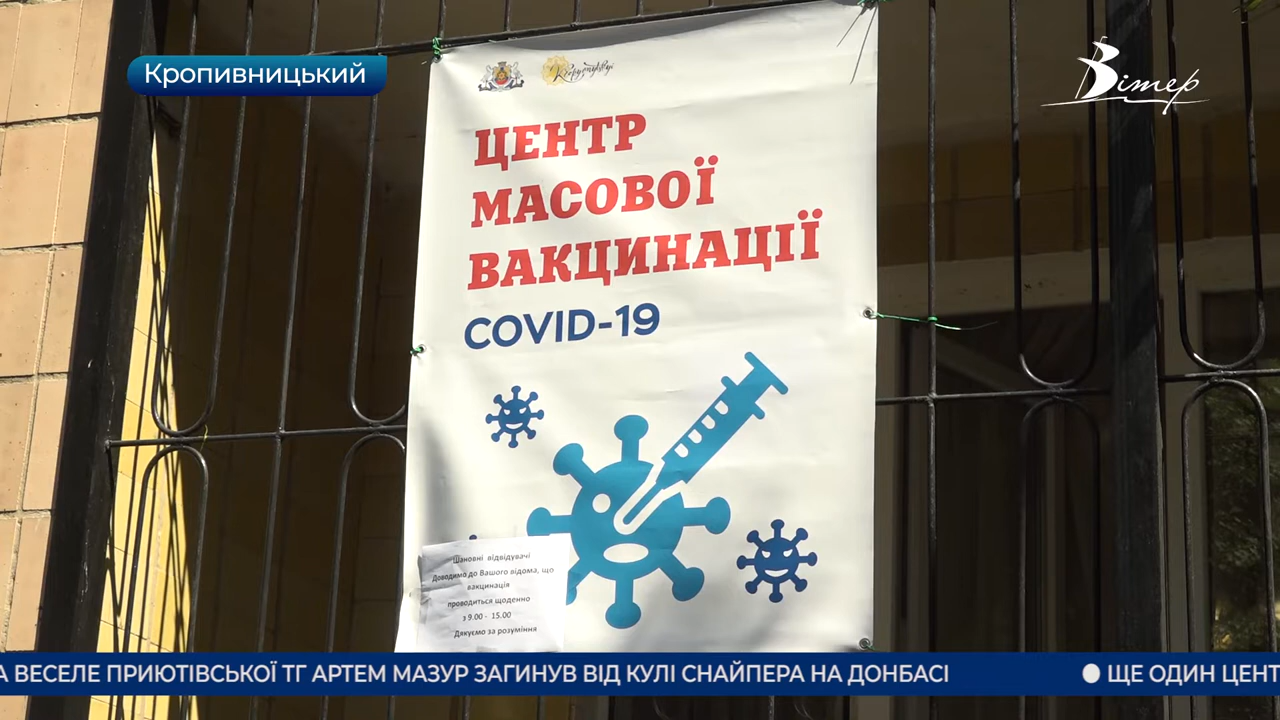 Кропивницький
Вітер
ЦЕНТР
МАСОВОЇ
ВАКЦИНАЦІЇ
COVID-19
Шановні відвідувачі
Доводимо до Вашого відома, що
вакцинація
проводиться щоденно
з 9.00 - 15.00
Дякуємо за розуміння
А ВЕСЕЛЕ ПРИЮТІВСЬКОЇ ТГ АРТЕМ МАЗУР ЗАГИНУВ ВІД КУЛІ СНАЙПЕРА НА ДОНБАСІ
ЩЕ ОДИН ЦЕНТ